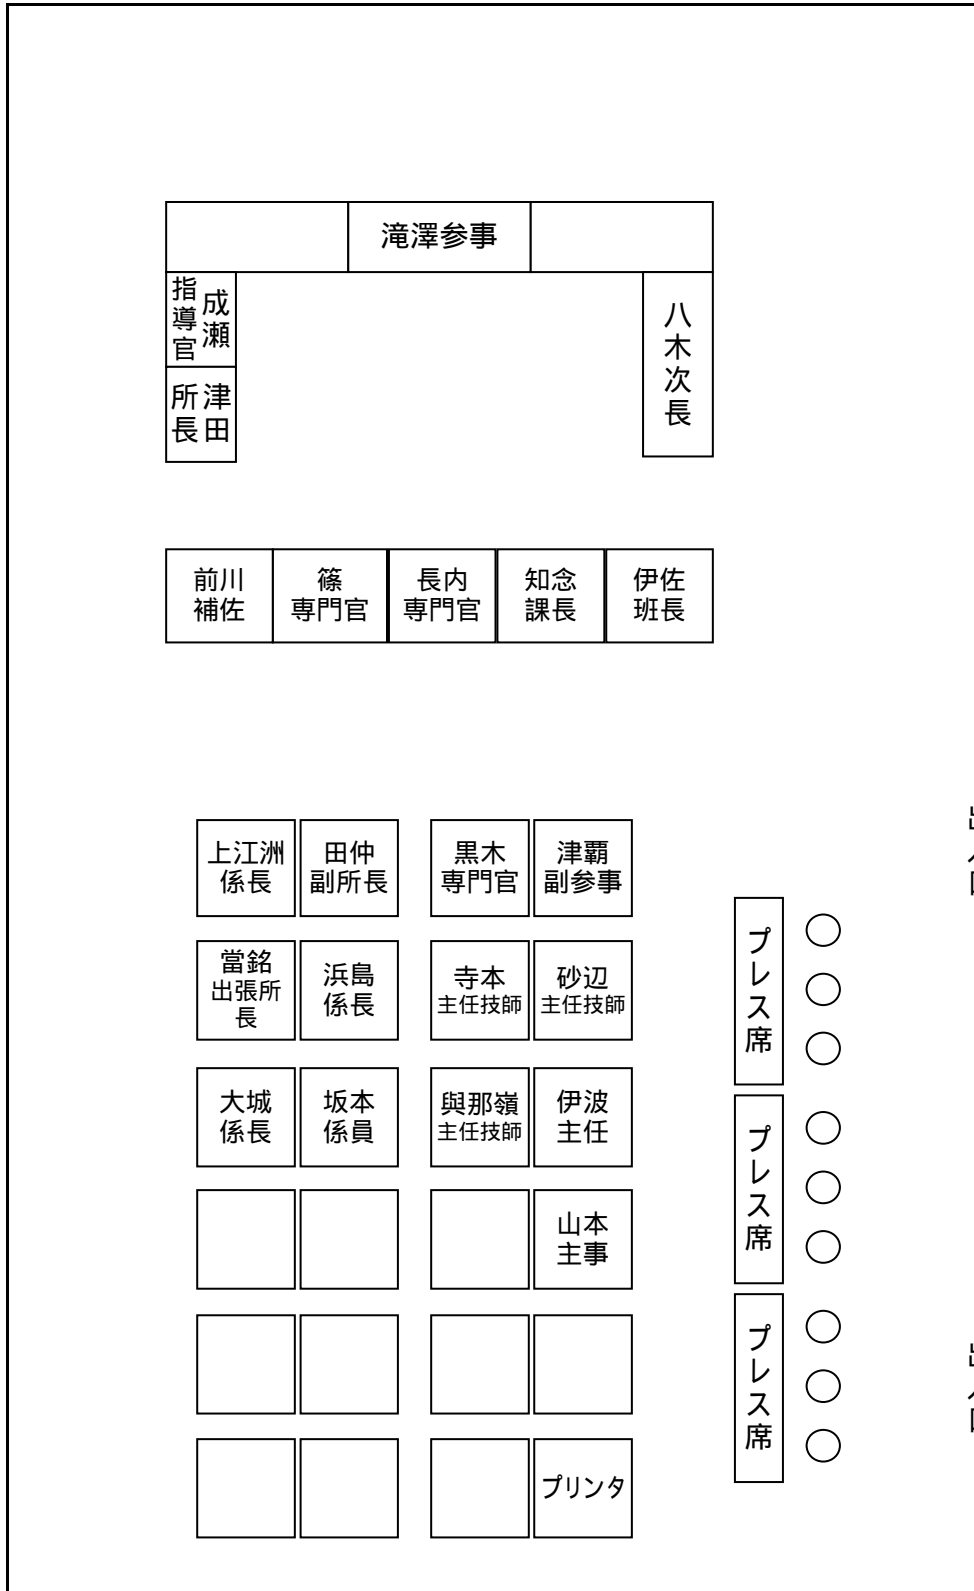 滝澤参事
成瀬
指導官
津田
所長
八木次長
前川
補佐
篠
専門官
長内
専門官
知念
課長
伊佐
班長
上江洲
係長
田仲
副所長
黒木
専門官
津覇
副参事
當銘
出張所
長
浜島
係長
寺本
主任技師
砂辺
主任技師
大城
係長
坂本
係員
與那嶺
主任技師
伊波
主任
山本
主事
プリンタ
プレス席
プレス席
プレス席